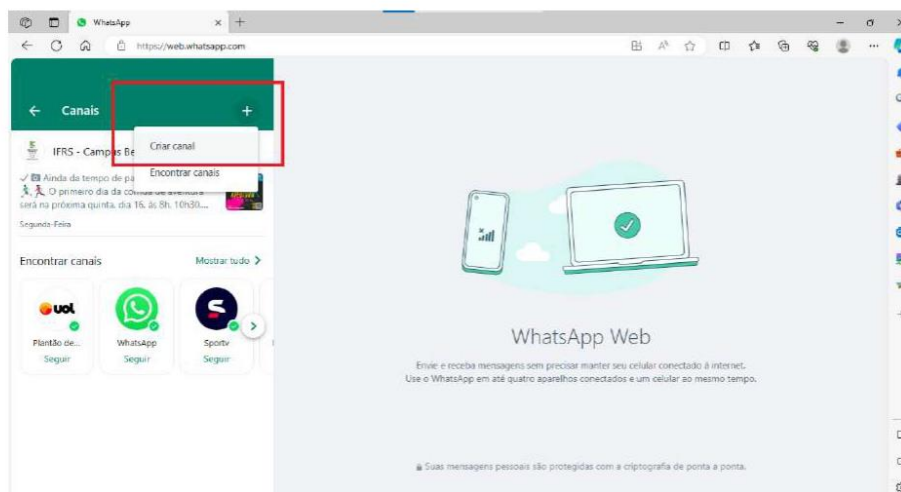 WhatsApp
https://web.whatsapp.com
Canais
Criar canal
Encontrar canais
IFRS - Campus Be
Ainda da tempo de pa
O primeiro dia da
será na próxima quinta, dia 16, às 8h, 10h30,...
Segunda-Feira
Encontrar canais
Mostrar tudo
uol
S
Plantão de...
WhatsApp
Sportv
Seguir
Seguir
Seguir
WhatsApp Web
Envie e receba mensagens sem precisar manter seu celular conectado à internet.
Use o WhatsApp em até quatro aparelhos conectados e um celular ao mesmo tempo.
Suas mensagens pessoais são protegidas com a criptografia de ponta a ponta.